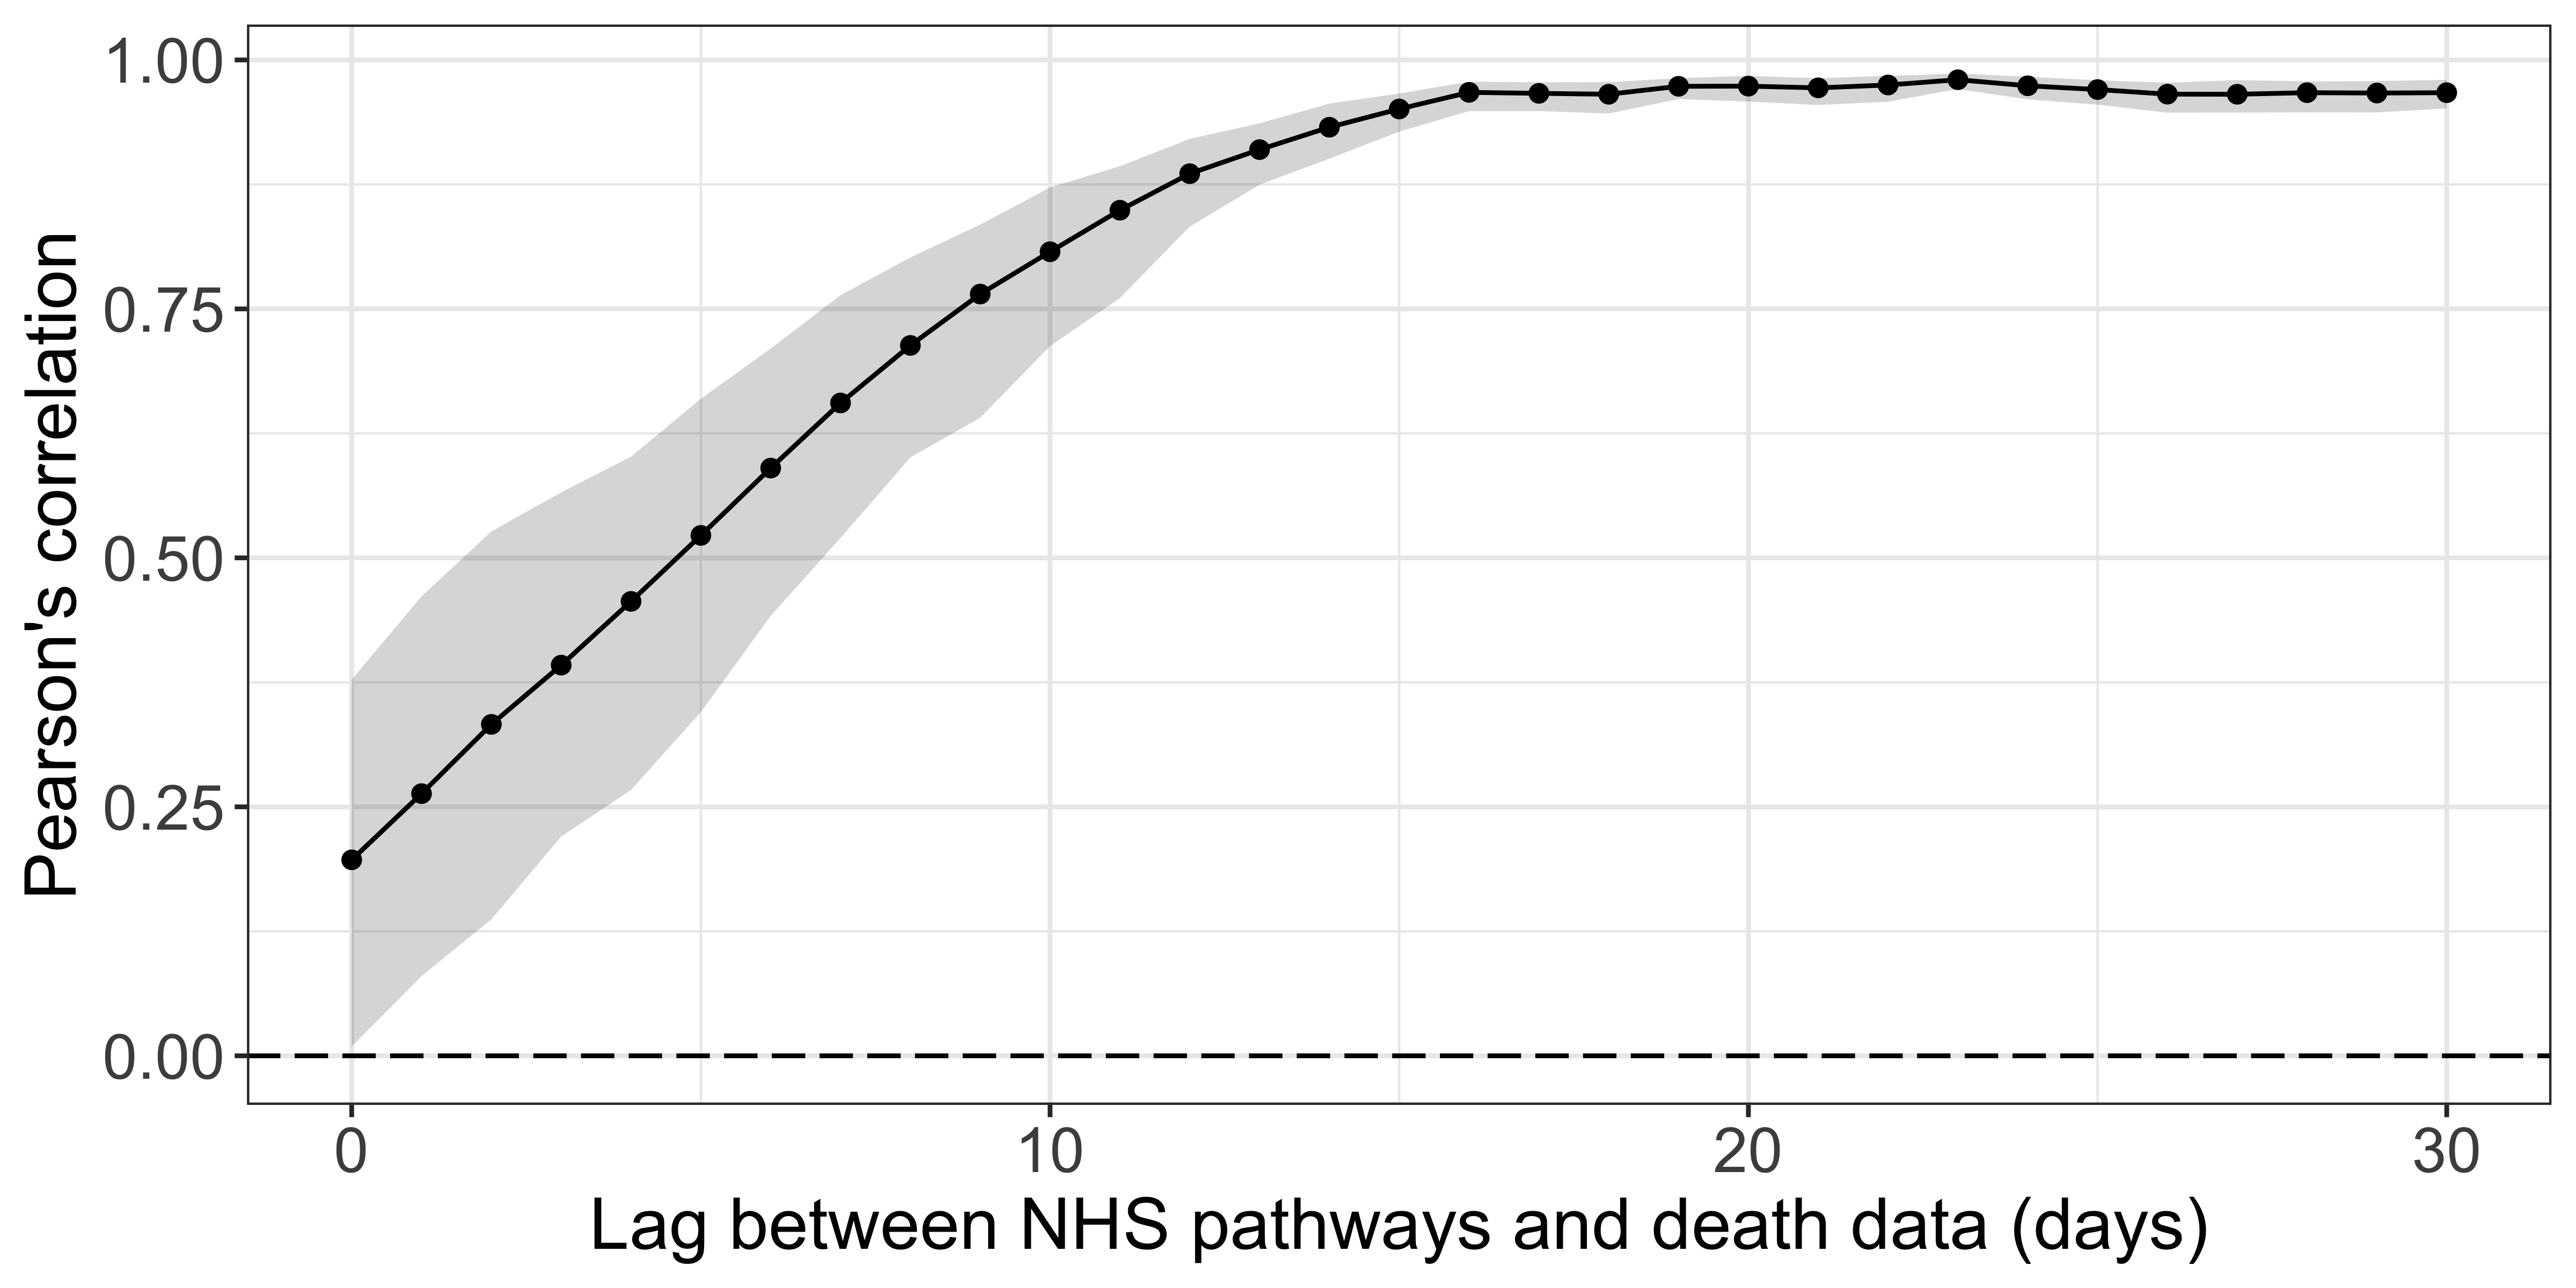 Pearson's correlation
1.00
0.75
0.50
0.25
0.00
0 10 20 30
Lag between NHS pathways and death data (days)